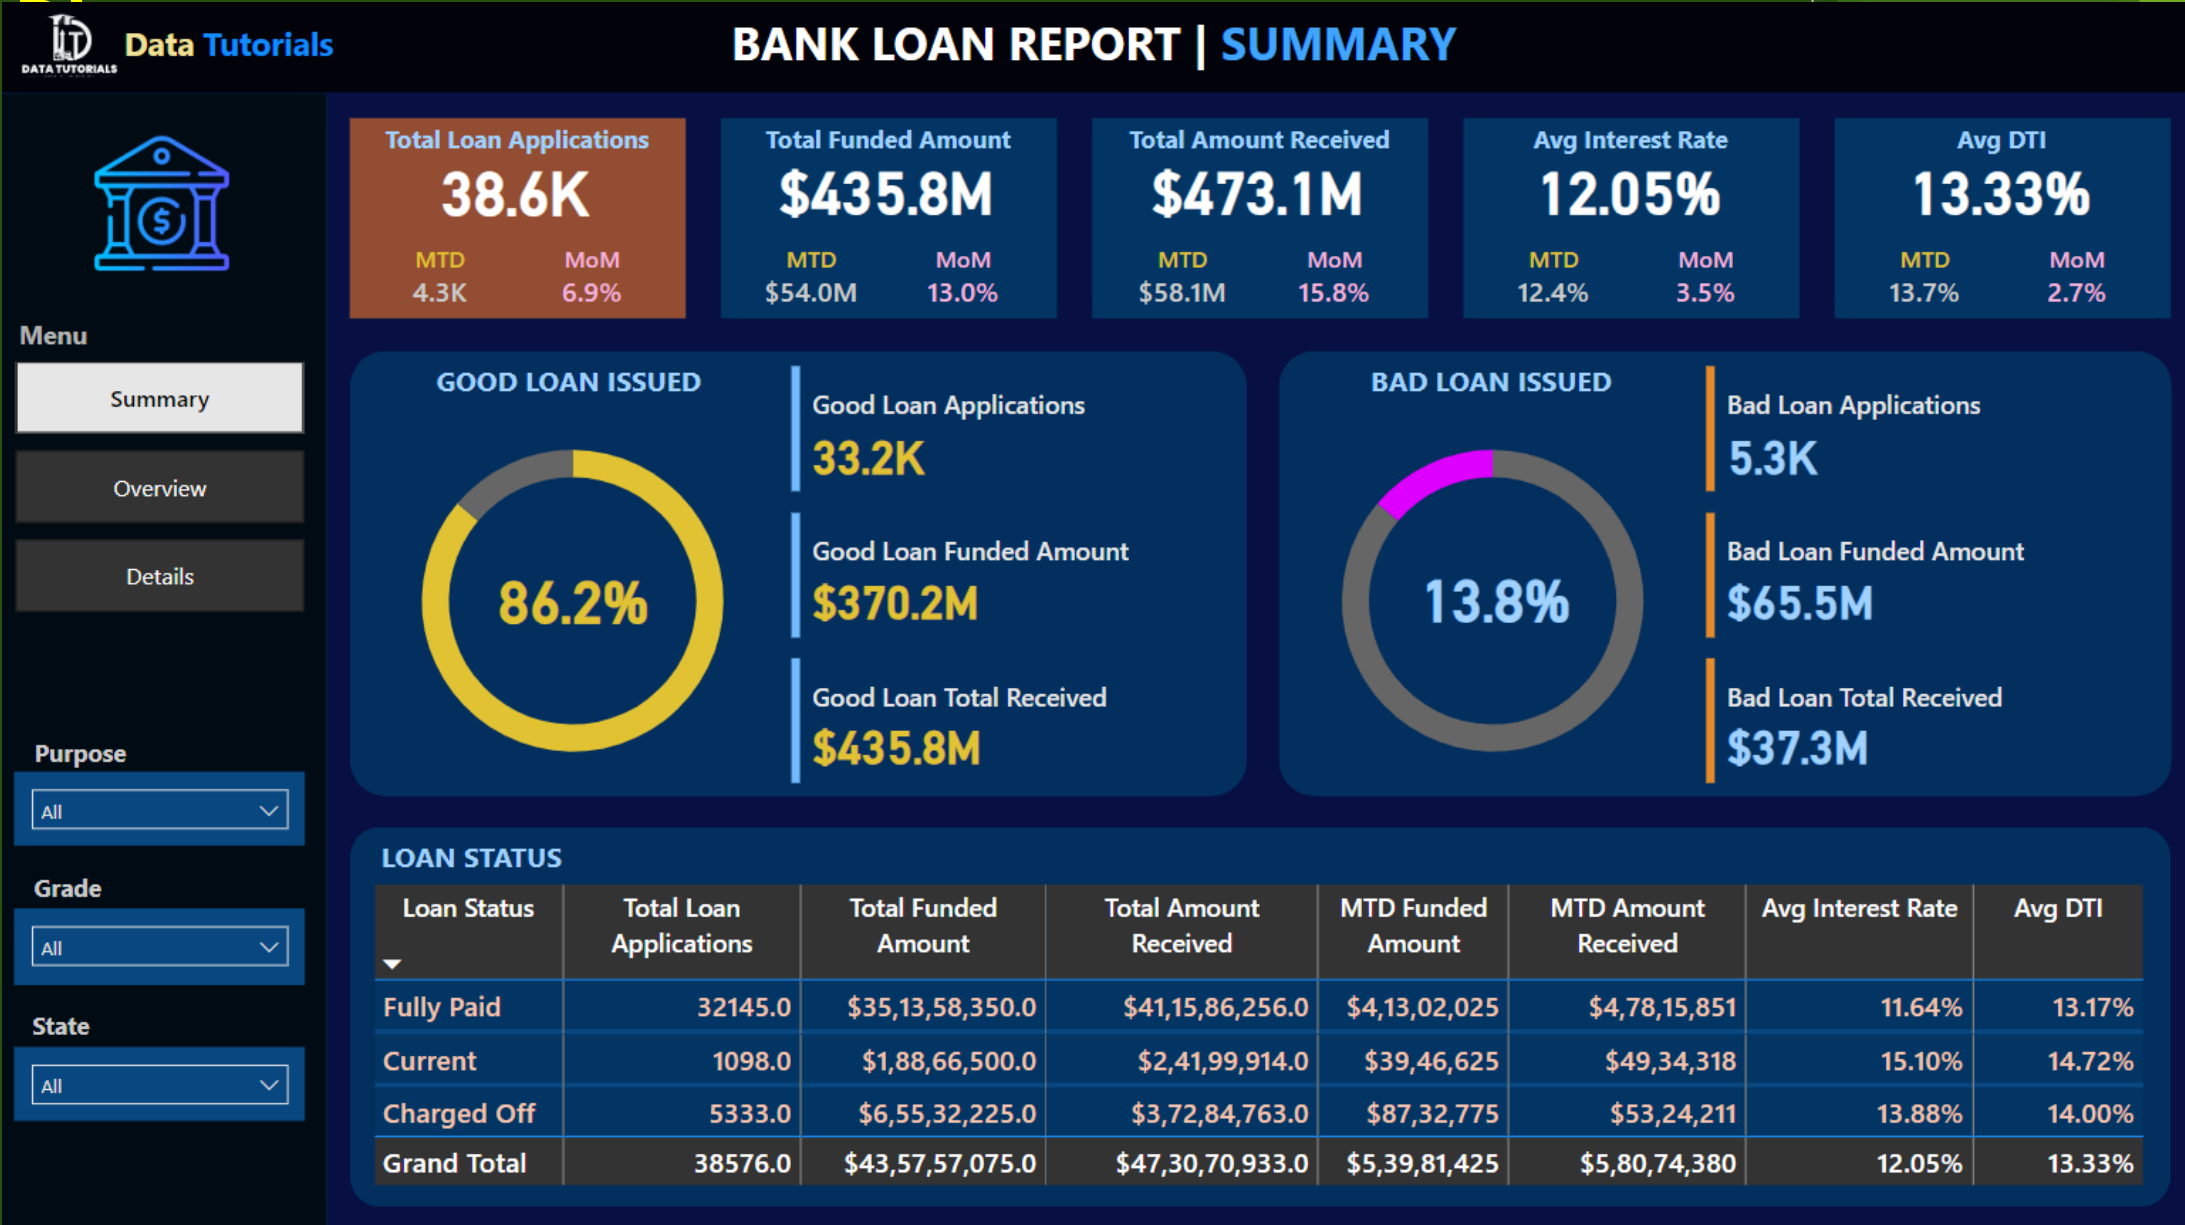 DATA TUTORIALS
Data Tutorials
BANK LOAN REPORT | SUMMARY
Menu
Summary
Overview
Details
Purpose
All
Grade
All
State
All
Total Loan Applications
38.6K
MTD MoM
4.3K 6.9%
Total Funded Amount
$435.8M
MTD MoM
$54.0M 13.0%
Total Amount Received
$473.1M
MTD MoM
$58.1M 15.8%
Avg Interest Rate
12.05%
MTD MoM
12.4% 3.5%
Avg DTI
13.33%
MTD MoM
13.7% 2.7%
GOOD LOAN ISSUED
86.2%
Good Loan Applications
33.2K
Good Loan Funded Amount
$370.2M
Good Loan Total Received
$435.8M
BAD LOAN ISSUED
13.8%
Bad Loan Applications
5.3K
Bad Loan Funded Amount
$65.5M
Bad Loan Total Received
$37.3M
LOAN STATUS
Loan Status Total Loan Total Funded Total Amount MTD Funded MTD Amount Avg Interest Rate Avg DTI
Applications Amount Received Amount Received
Fully Paid 32145.0 $35,13,58,350.0 $41,15,86,256.0 $4,13,02,025 $4,78,15,851 11.64% 13.17%
Current 1098.0 $1,88,66,500.0 $2,41,99,914.0 $39,46,625 $49,34,318 15.10% 14.72%
Charged Off 5333.0 $6,55,32,225.0 $3,72,84,763.0 $87,32,775 $53,24,211 13.88% 14.00%
Grand Total 38576.0 $43,57,57,075.0 $47,30,70,933.0 $5,39,81,425 $5,80,74,380 12.05% 13.33%